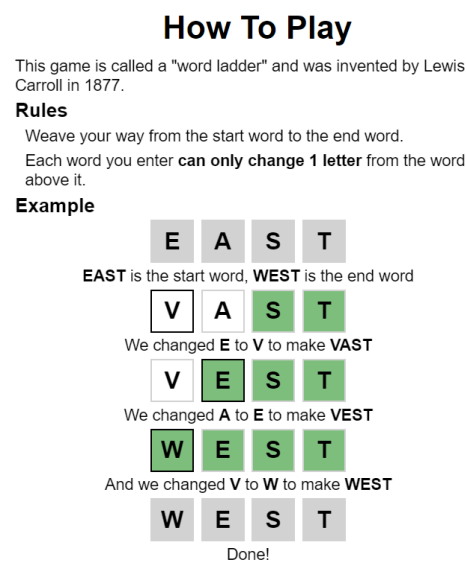 How To Play
This game is called a "word ladder" and was invented by Lewis
Carroll in 1877.
Rules
Weave your way from the start word to the end word.
Each word you enter can only change 1 letter from the word
above it.
Example
E A S T
EAST is the start word, WEST is the end word
V A S T
We changed E to V to make VAST
V E S T
We changed A to E to make VEST
W E S T
And we changed V to W to make WEST
W E S T
Done!